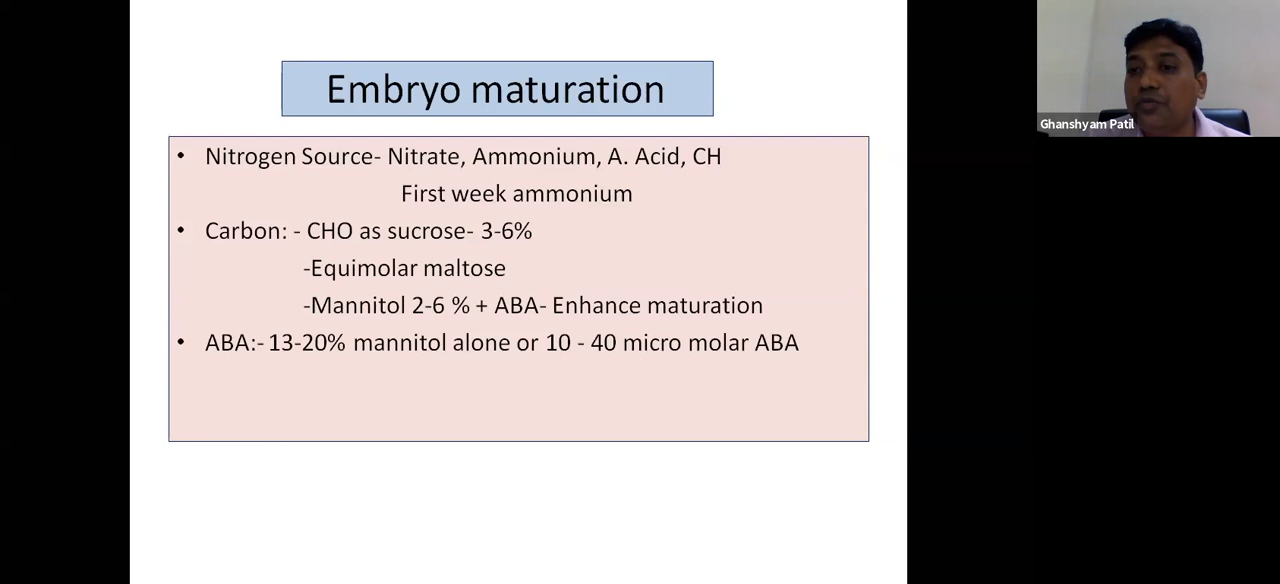 Embryo maturation
• Nitrogen Source- Nitrate, Ammonium, A. Acid, CH
First week ammonium
• Carbon: - CHO as sucrose- 3-6%
-Equimolar maltose
-Mannitol 2-6 % + ABA- Enhance maturation
• ABA:- 13-20% mannitol alone or 10 - 40 micro molar ABA
Ghanshyam Patil